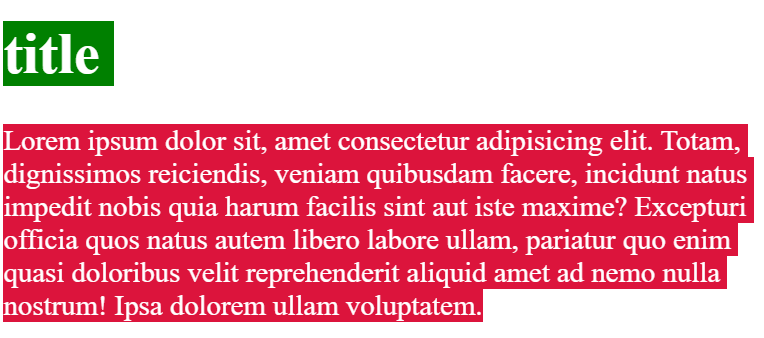 title
Lorem ipsum dolor sit, amet consectetur adipisicing elit. Totam,
dignissimos reiciendis, veniam quibusdam facere, incidunt natus
impedit nobis quia harum facilis sint aut iste maxime? Excepturi
officia quos natus autem libero labore ullam, pariatur quo enim
quasi doloribus velit reprehenderit aliquid amet ad nemo nulla
nostrum! Ipsa dolorem ullam voluptatem.